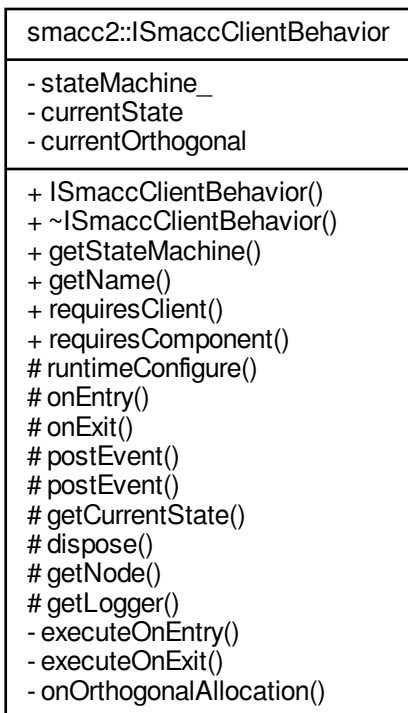 smacc2::ISmaccClientBehavior
- stateMachine_
- currentState
- currentOrthogonal
+ ISmaccClientBehavior()
+ ~ISmaccClientBehavior()
+ getStateMachine()
+ getName()
+ requiresClient()
+ requiresComponent()
# runtimeConfigure()
# onEntry()
# onExit()
# postEvent()
# postEvent()
# getCurrentState()
# dispose()
# getNode()
# getLogger()
- executeOnEntry()
- executeOnExit()
- onOrthogonalAllocation()